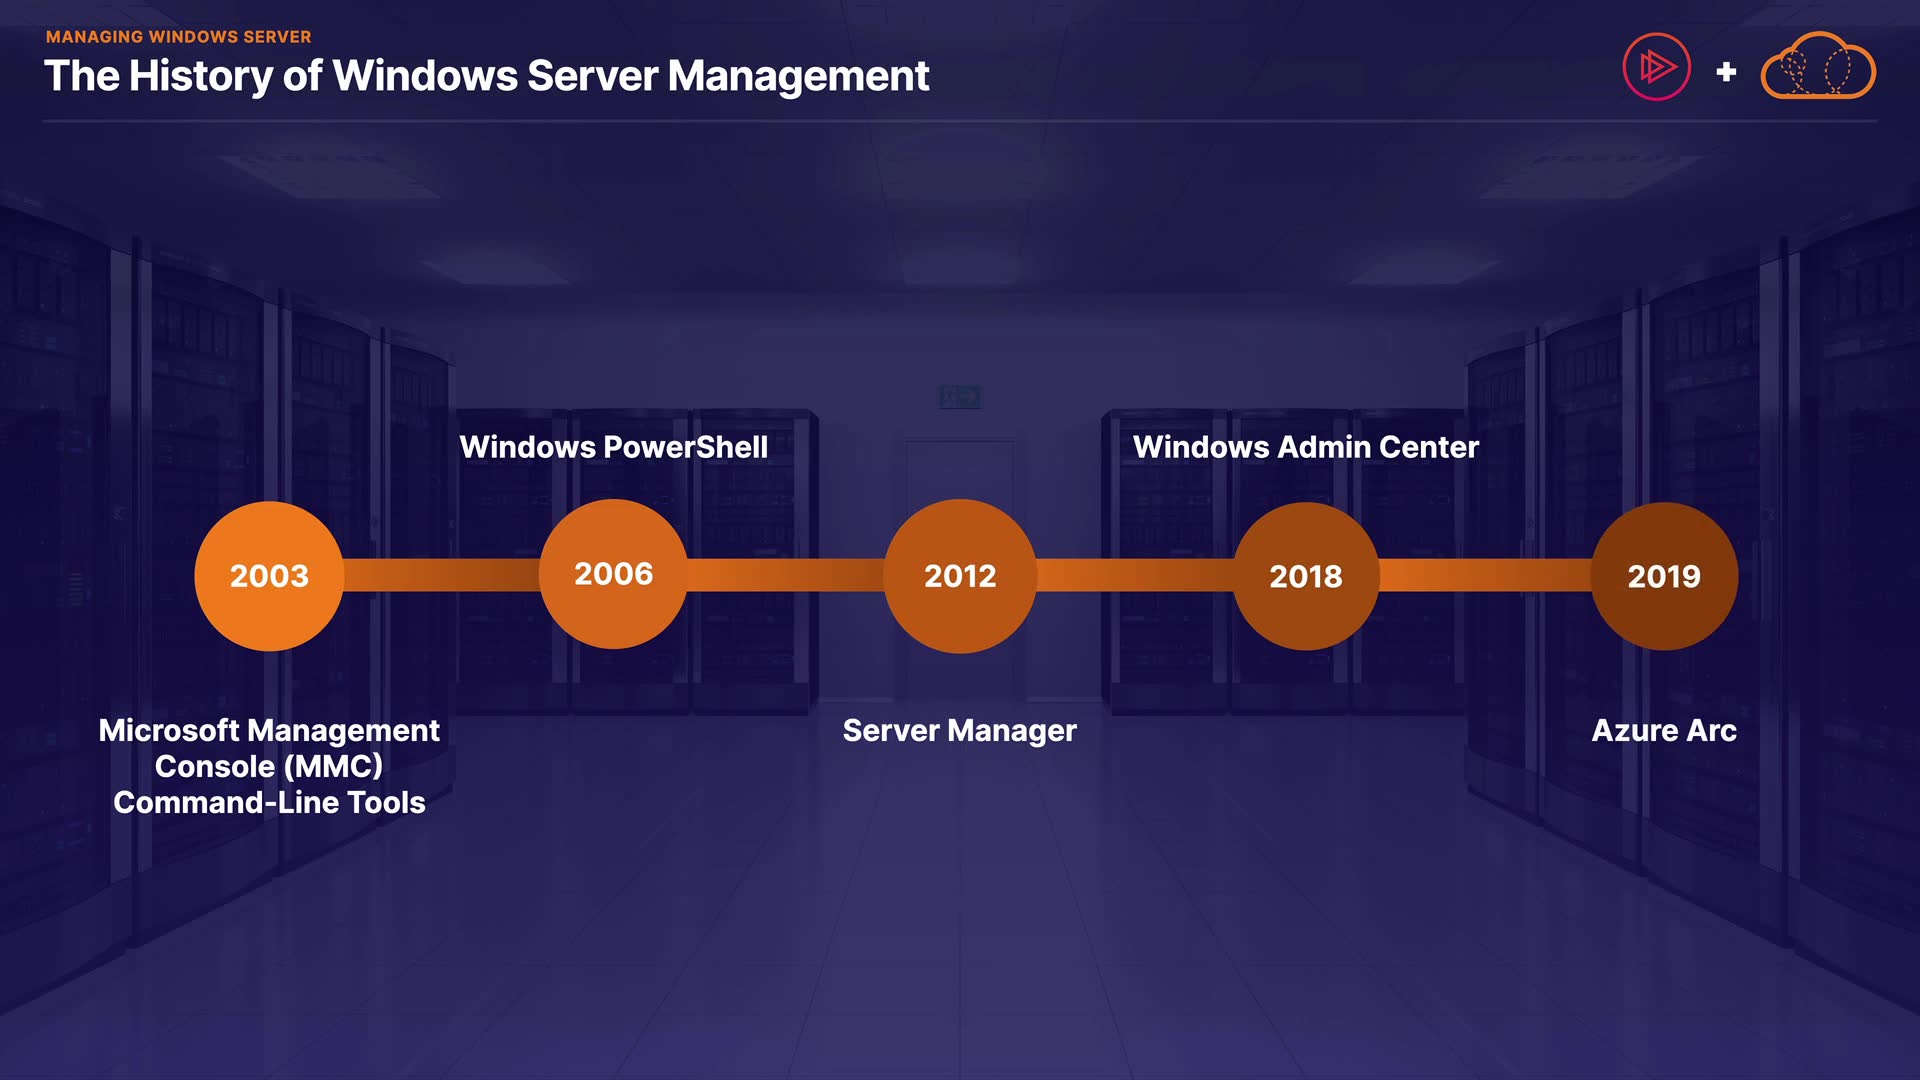 MANAGING WINDOWS SERVER
The History of Windows Server Management
+
Windows PowerShell
Windows Admin Center
2003
2006
2012
2018
2019
Microsoft Management
Console (MMC)
Command-Line Tools
Server Manager
Azure Arc